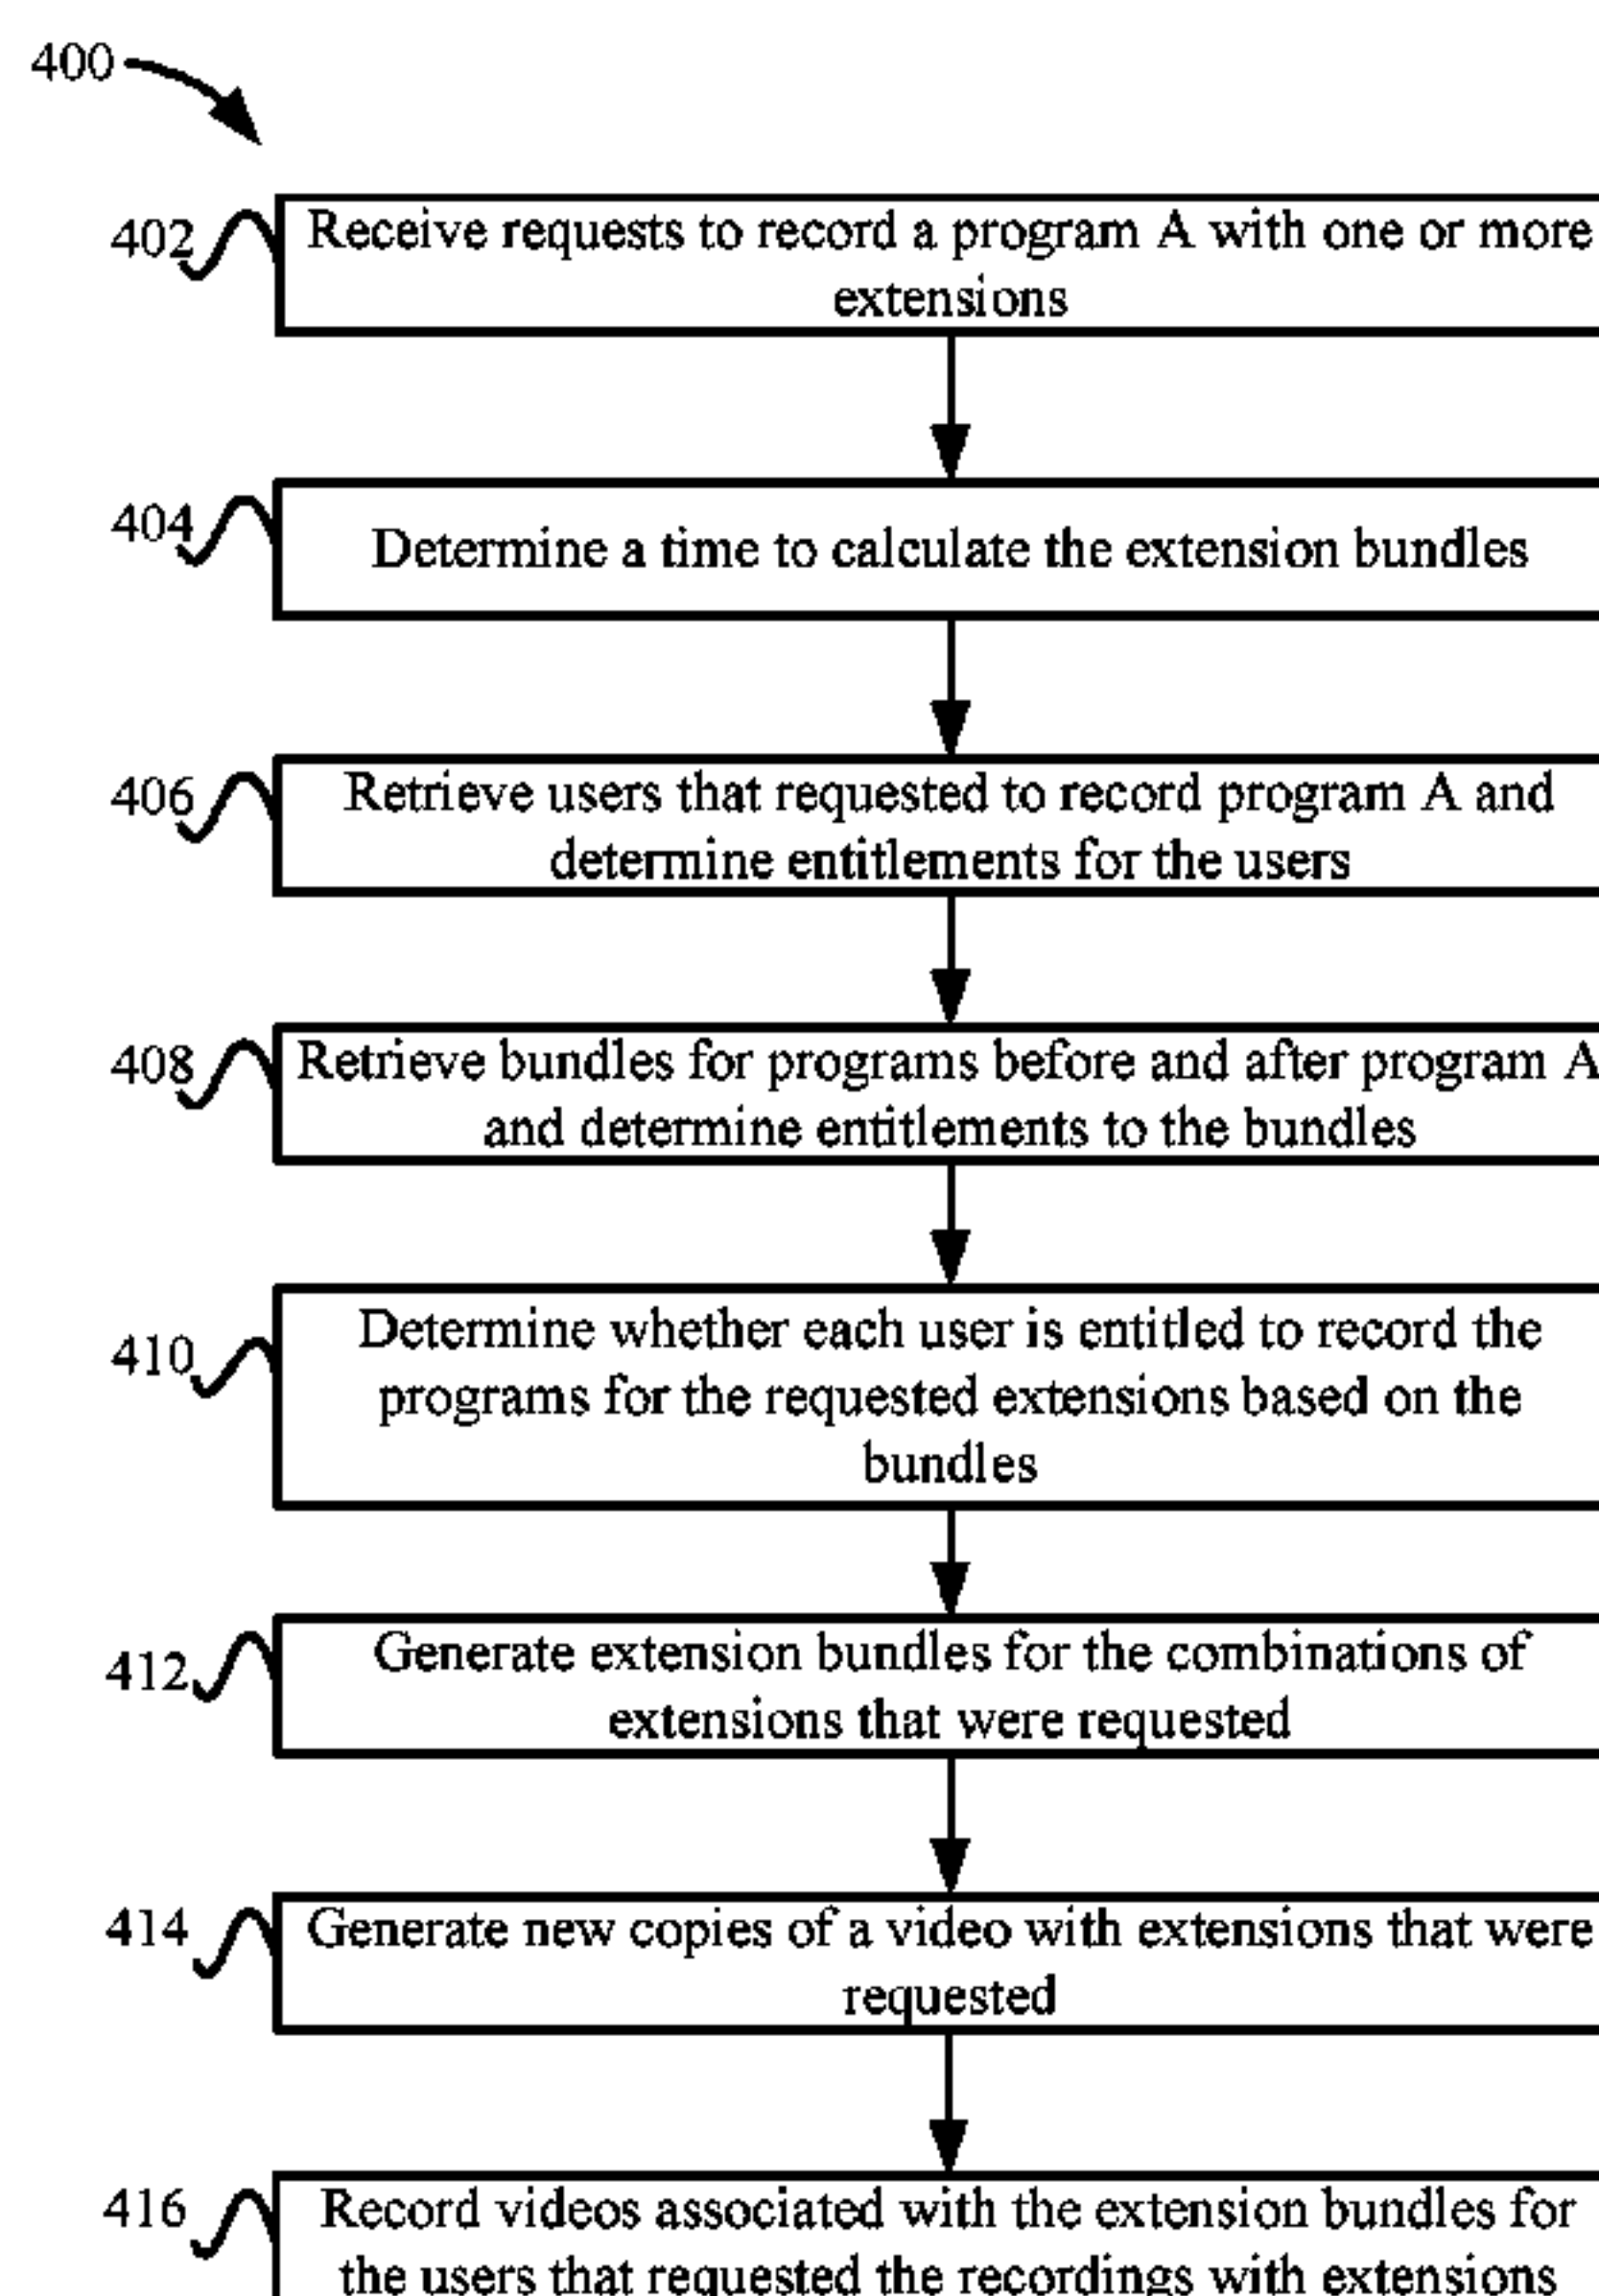 400
402
Receive requests to record a program A with one or more
extensions
404
Determine a time to calculate the extension bundles
406
Retrieve users that requested to record program A and
determine entitlements for the users
408
Retrieve bundles for programs before and after program A
and determine entitlements to the bundles
410
Determine whether each user is entitled to record the
programs for the requested extensions based on the
bundles
412
Generate extension bundles for the combinations of
extensions that were requested
414
Generate new copies of a video with extensions that were
requested
416
Record videos associated with the extension bundles for
the users that requested the recordings with extensions